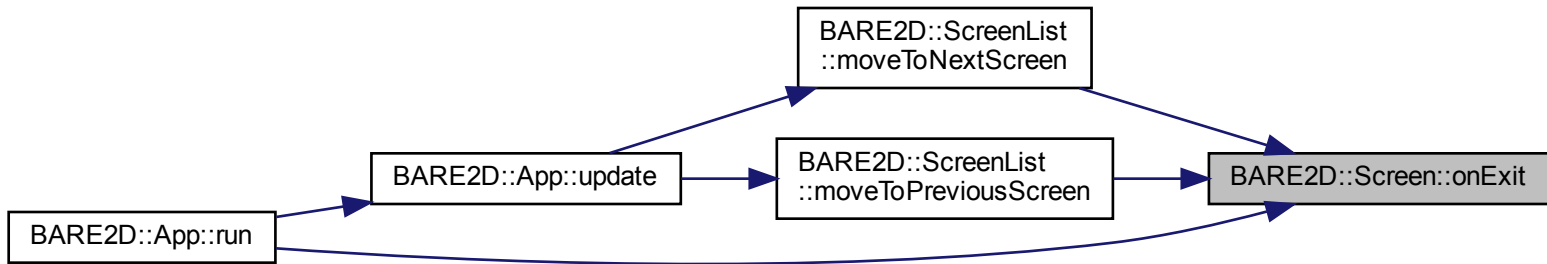 BARE2D::ScreenList
::moveToNextScreen
BARE2D::App::update
BARE2D::ScreenList
::moveToPreviousScreen
BARE2D::Screen::onExit
BARE2D::App::run